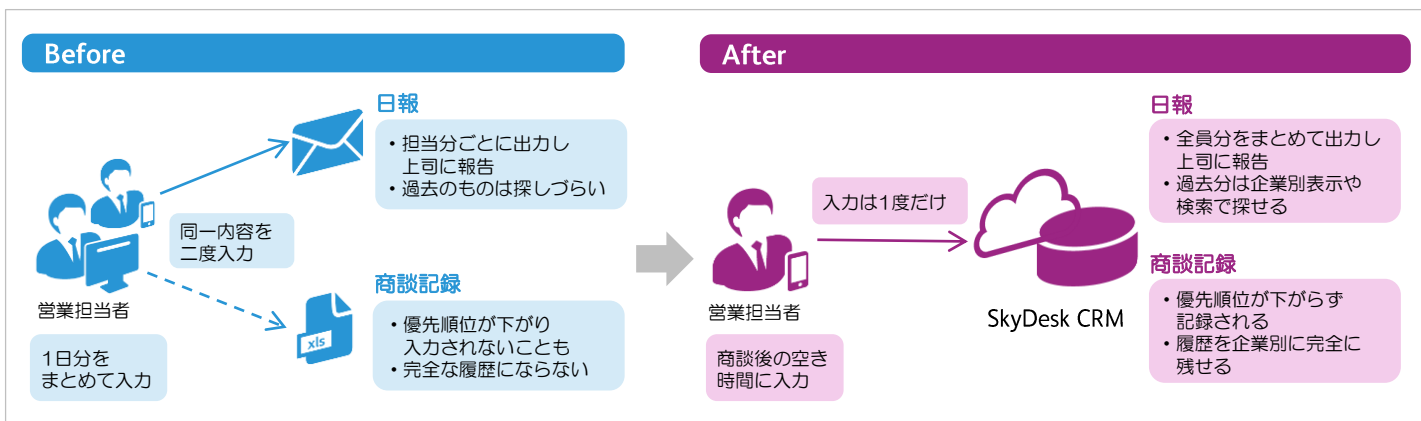 Before
日報
・担当分ごとに出力し
上司に報告
・過去のものは探しづらい
同一内容を
二度入力
営業担当者
1日分を
まとめて入力
商談記録
xls
・優先順位が下がり
入力されないことも
・完全な履歴にならない
After
営業担当者
商談後の空き
時間に入力
入力は1度だけ
SkyDesk CRM
日報
・全員分をまとめて出力し
上司に報告
・過去分は企業別表示や
検索で探せる
商談記録
・優先順位が下がらず
記録される
・履歴を企業別に完全に
残せる